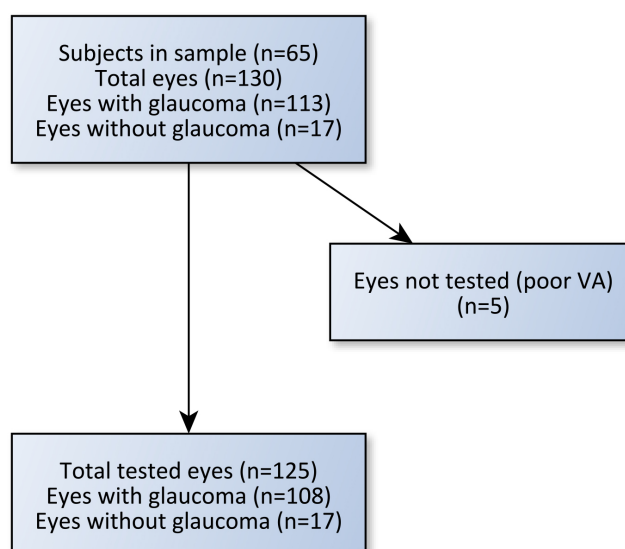 Subjects in sample (n=65)
Total eyes (n=130)
Eyes with glaucoma (n=113)
Eyes without glaucoma (n=17)
Eyes not tested (poor VA)
(n=5)
Total tested eyes (n=125)
Eyes with glaucoma (n=108)
Eyes without glaucoma (n=17)